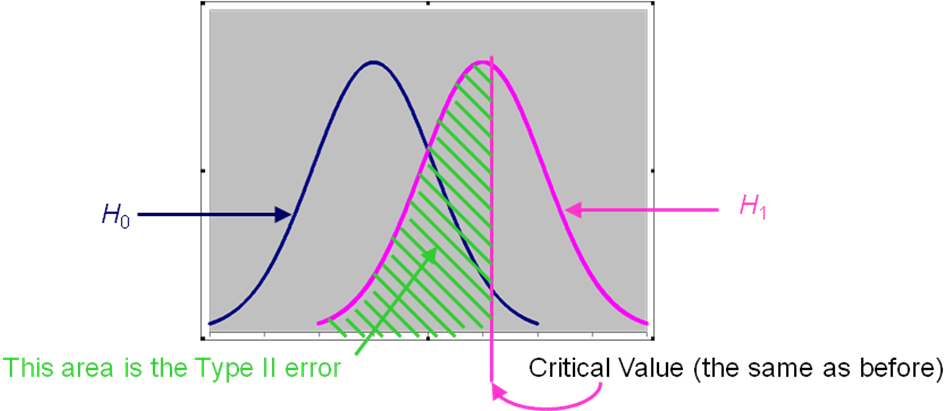 H0
H1
This area is the Type II error
Critical Value (the same as before)